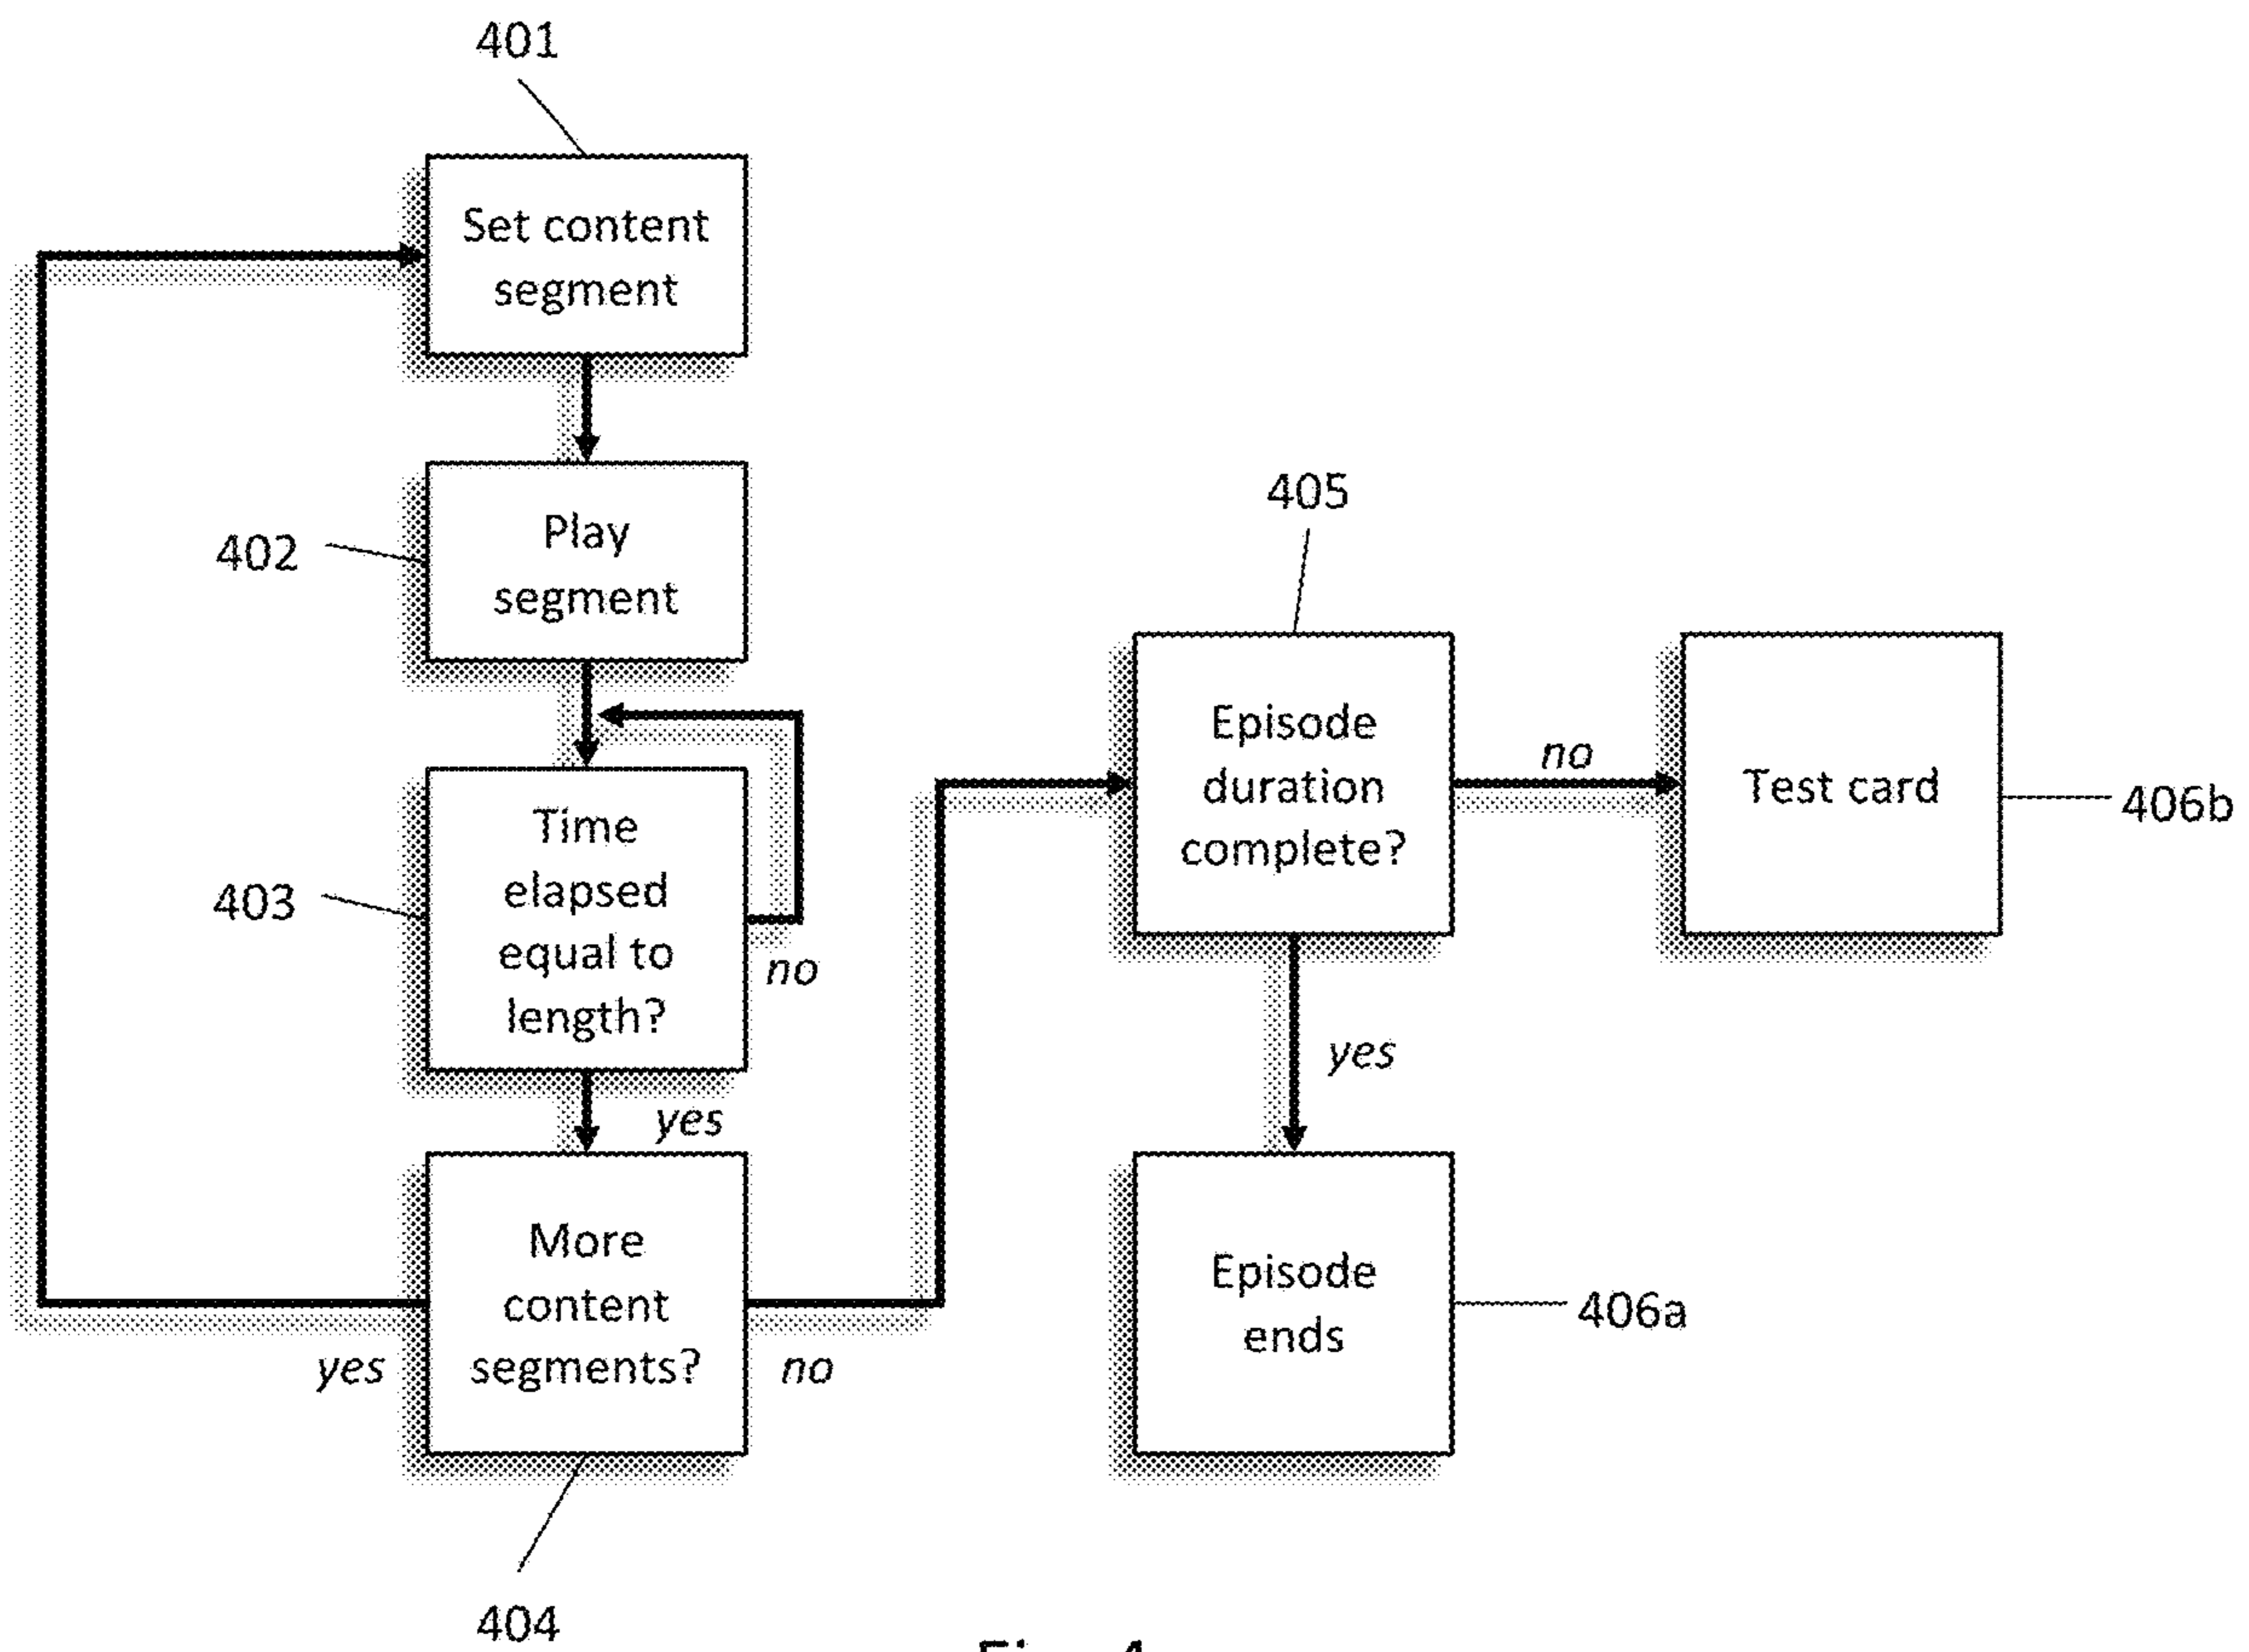 401
Set content
segment
402
Play
segment
403
Time
elapsed
equal to
length?
no
yes
404
More
content
segments?
yes
no
405
Episode
duration
complete?
no
Test card
406b
yes
Episode
ends
406a